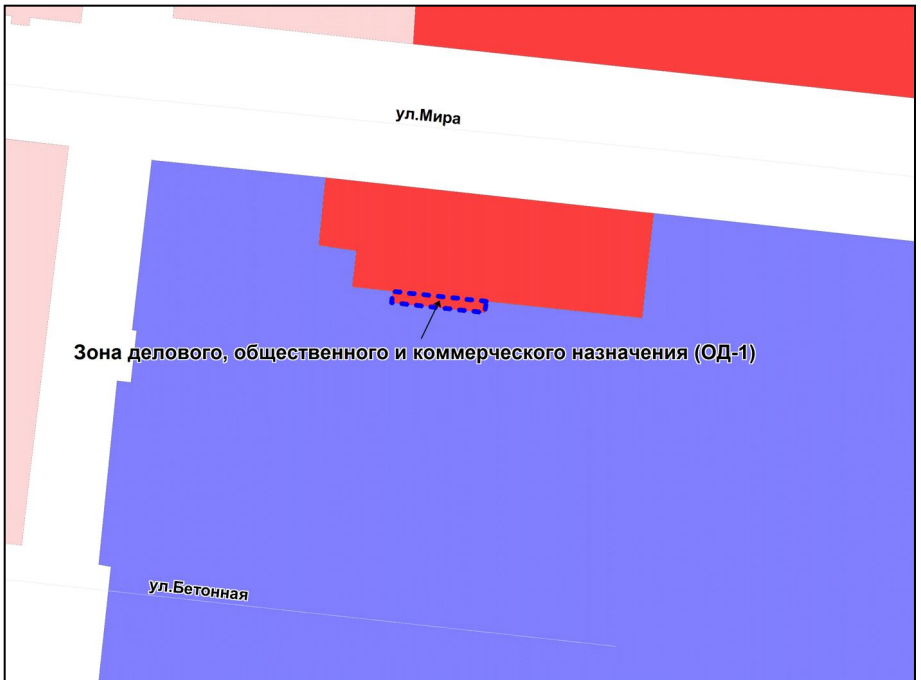 ул.Мира
Зона делового, общественного и коммерческого назначения (ОД-1)
ул.Бетонная